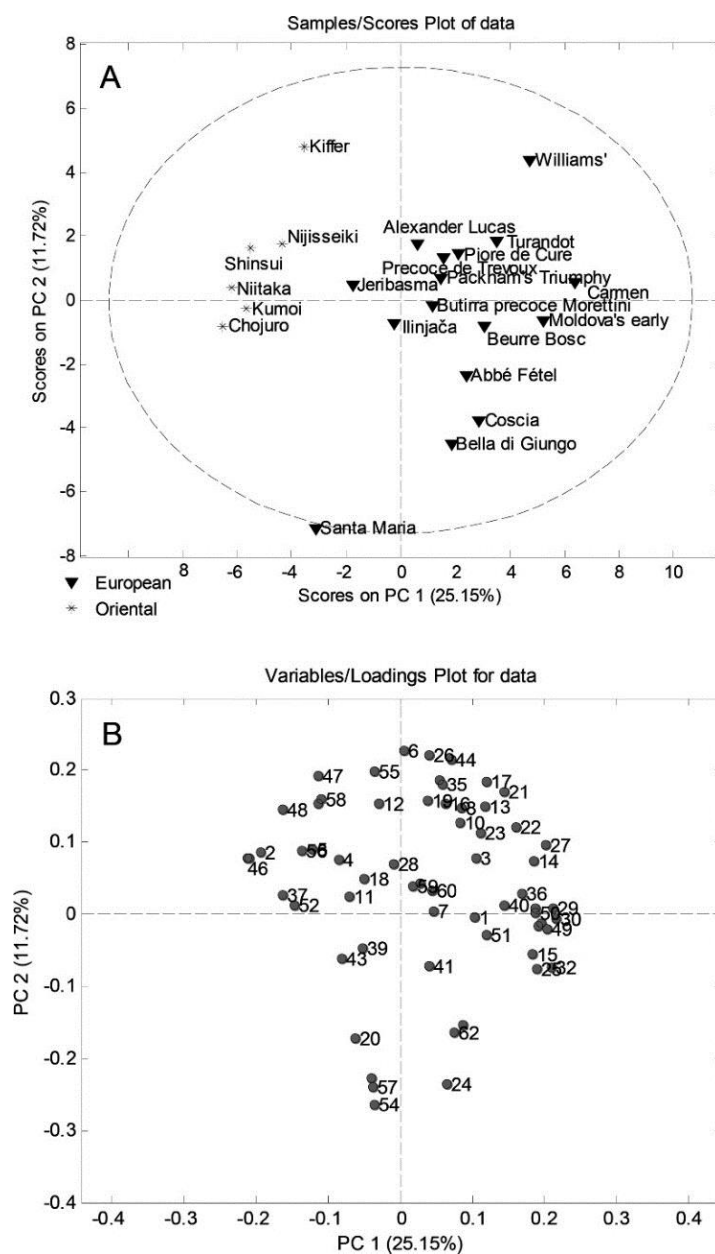 Samples/Scores Plot of data
A
8
6
4
2
0
-2
-4
-6
-8
Scores on PC 2 (11.72%)
Kiffer
Williams'
Alexander Lucas
Nijisseiki
Turandot
Shinsui
Piore de Cure
Precoce de Trevoux
Packham's Triumphy
Niitaka
Jeribasma
Carmen
Kumoi
Butirra precoce Morettini
Chojuro
Ilinjača
Moldova's early
Beurre Bosc
Abbé Fétel
Coscia
Bella di Giungo
Santa Maria
8 -6 -4 -2 0 2 4 6 8 10
Scores on PC 1 (25.15%)
European
Oriental
Variables/Loadings Plot for data
B
0.3
0.2
0.1
0
-0.1
-0.2
-0.3
-0.4
PC 2 (11.72%)
6 26 44
47 55 35 17 21
48 58 12 19 16 8 13
10 23 22
2 27
46 56 4 28 3 14
18 59 60 36
37 52 11 7 40 29
1 50 30
51 49
39 43 41 15
25 32
20 62
57 24
54
-0.4 -0.3 -0.2 -0.1 0 0.1 0.2 0.3 0.4
PC 1 (25.15%)